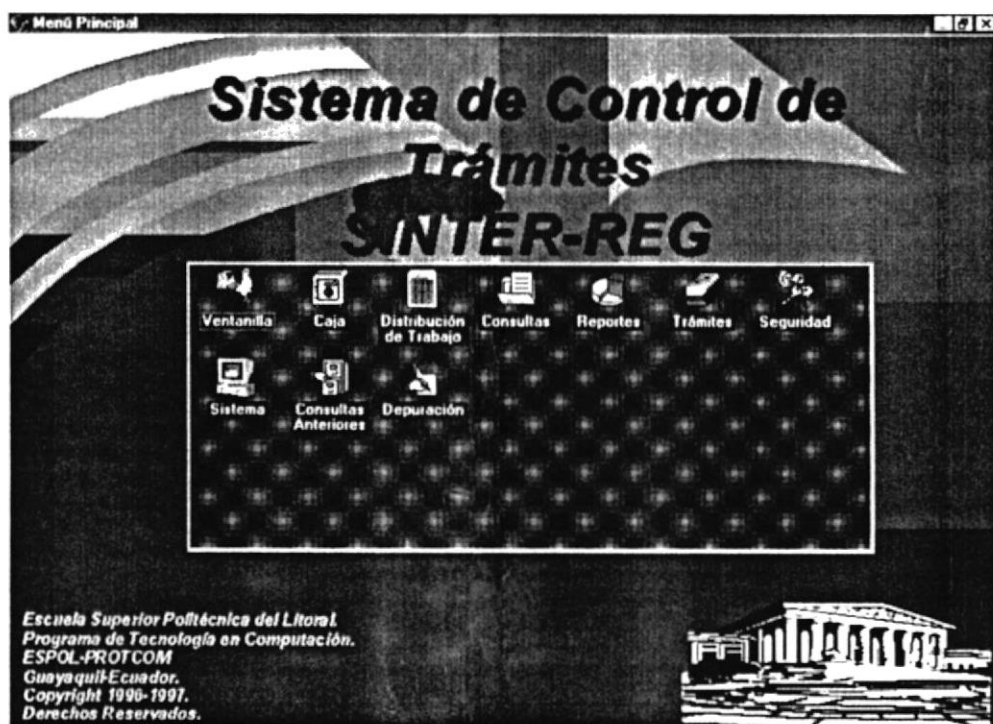 Menú Principal
Sistema de Control de
Trámites
SINTER-REG
Ventanilla
Caja
Distribución
de Trabajo
Consultas
Reportes
Trámites
Seguridad
Sistema
Consultas
Anteriores
Depuración
Escuela Superior Politécnica del Litoral.
Programa de Tecnología en Computación.
ESPOL-PROTCOM
Guayaquil-Ecuador.
Copyright 1996-1997.
Derechos Reservados.